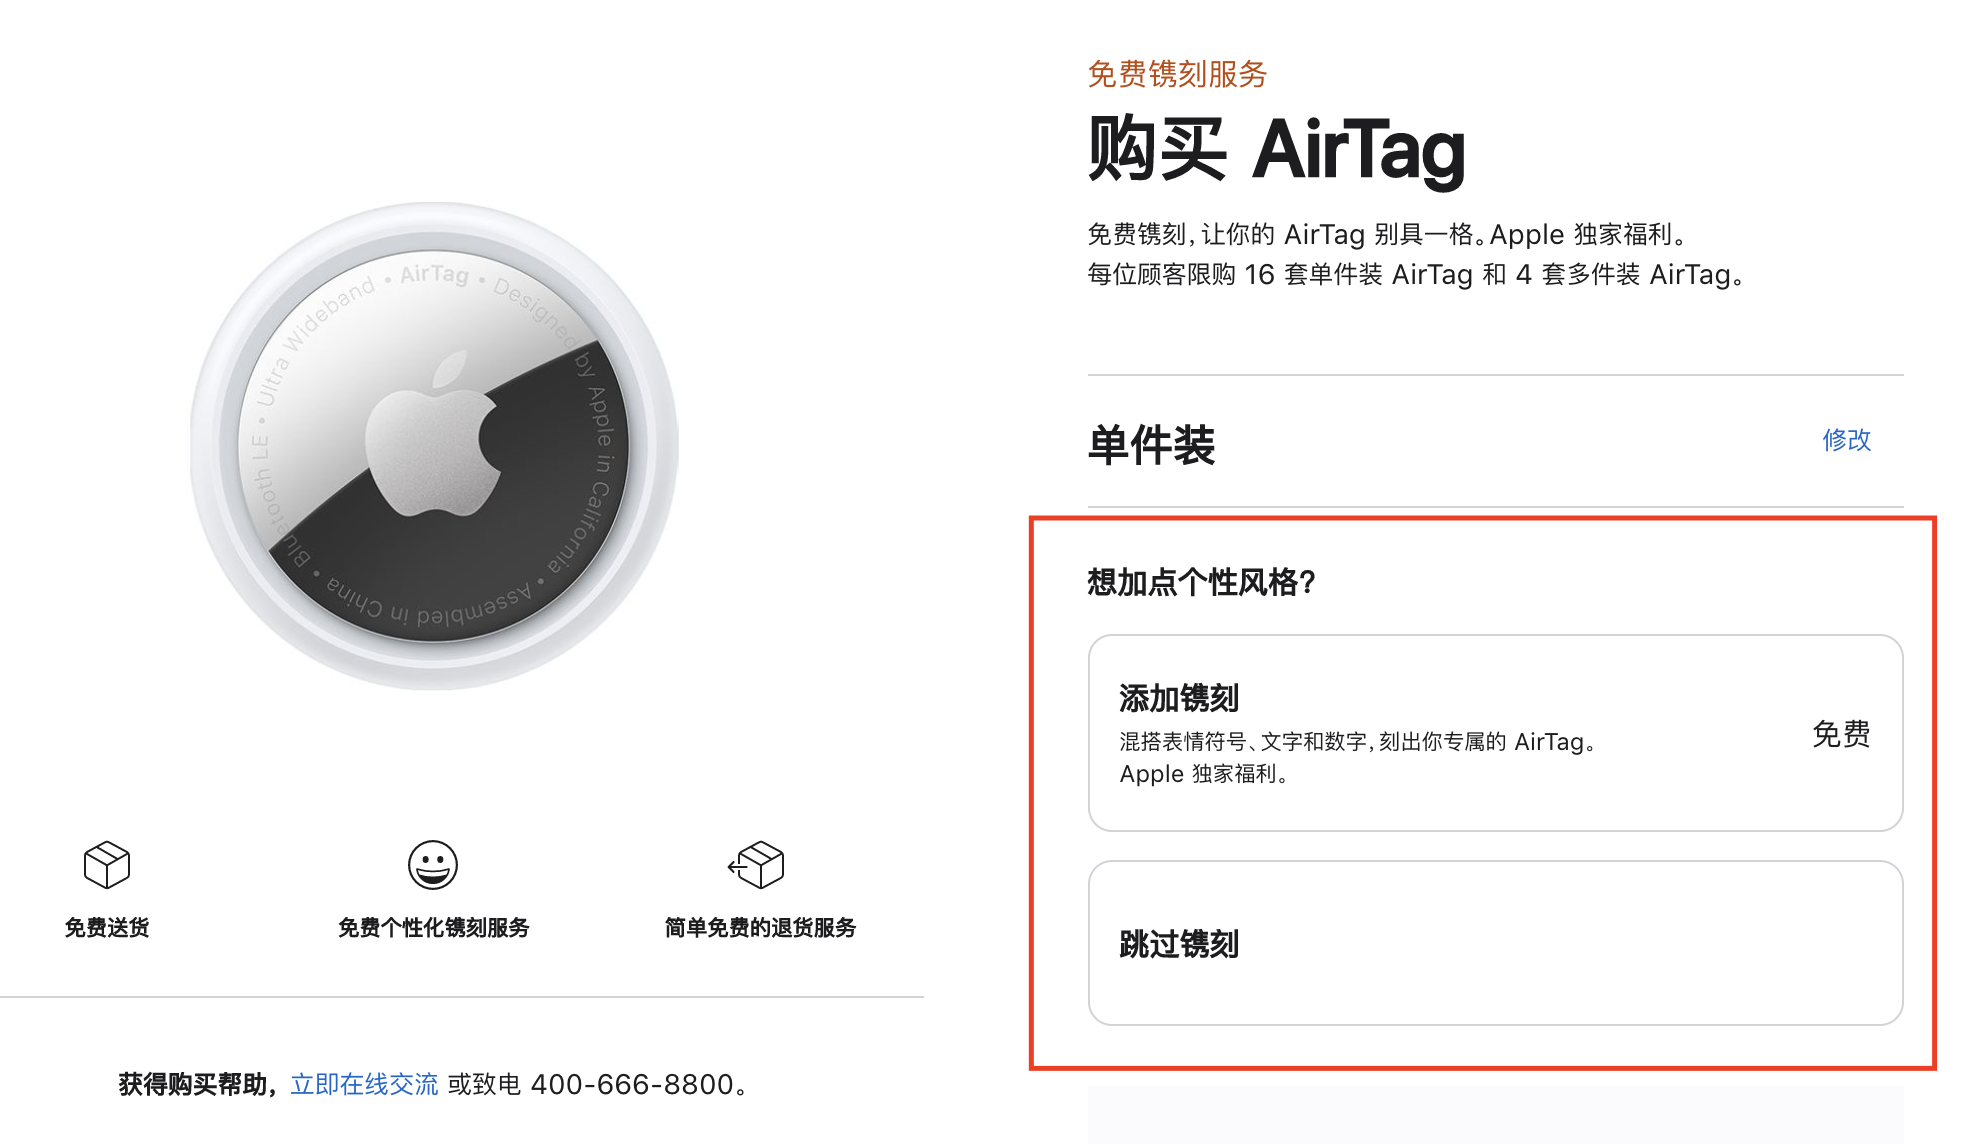 免费镌刻服务
购买 AirTag
免费镌刻，让你的 AirTag 别具一格。Apple 独家福利。
每位顾客限购 16 套单件装 AirTag 和 4 套多件装 AirTag。
单件装
修改
想加点个性风格？
添加镌刻
混搭表情符号、文字和数字，刻出你专属的 AirTag。
Apple 独家福利。
免费
跳过镌刻
• AirTag • Designed by Apple in California • Assembled in China • Bluetooth LE • Ultra Wideband
免费送货
免费个性化镌刻服务
简单免费的退货服务
获得购买帮助，立即在线交流 或致电 400-666-8800。